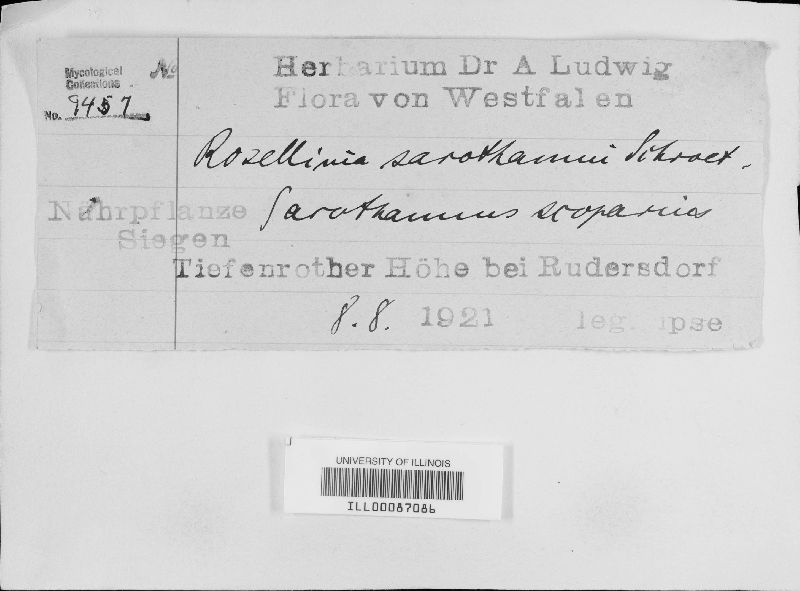 Mycological No
Collections
No. 9457
Herbarium Dr A Ludwig
Flora von Westfalen
Rosellinia sarothamni Schroet.
Nährpflanze Sarothamnus scoparius
Siegen
Tiefenrother Höhe bei Rudersdorf
8.8. 1921 leg. ipse
UNIVERSITY OF ILLINOIS
ILL00087086